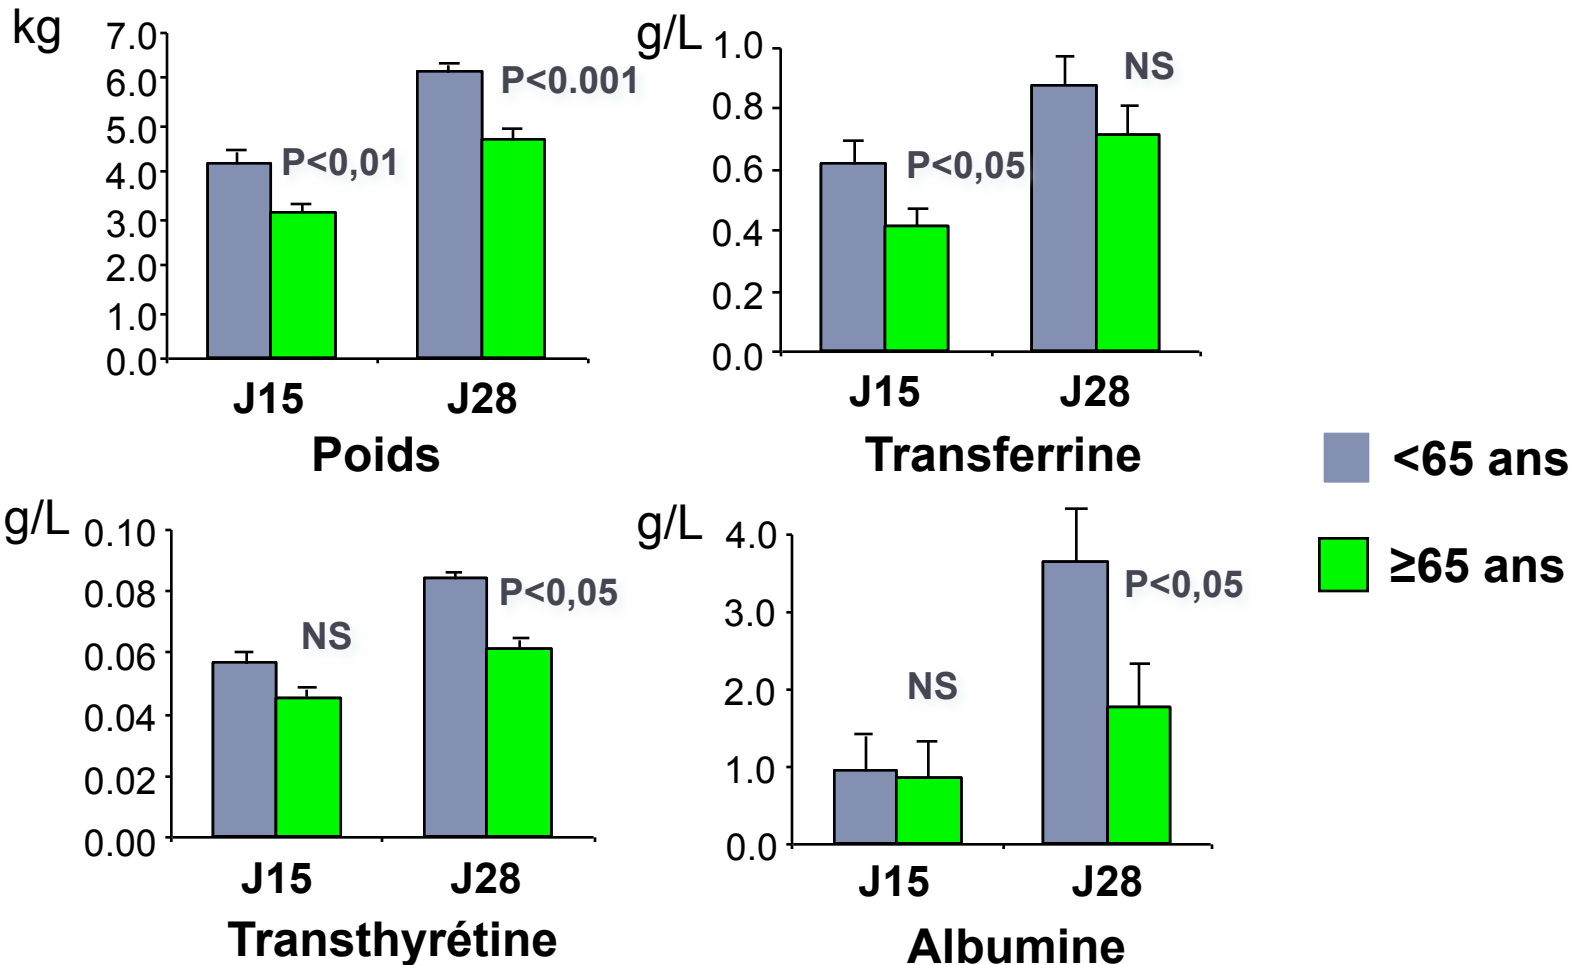 kg
7.0
6.0
5.0
4.0
3.0
2.0
1.0
0.0
P<0,01
P<0.001
J15 J28
Poids
g/L
1.0
0.8
0.6
0.4
0.2
0.0
P<0,05
NS
J15 J28
Transferrine
<65 ans
≥65 ans
g/L
0.10
0.08
0.06
0.04
0.02
0.00
NS
P<0,05
J15 J28
Transthyrétine
g/L
4.0
3.0
2.0
1.0
0.0
NS
P<0,05
J15 J28
Albumine